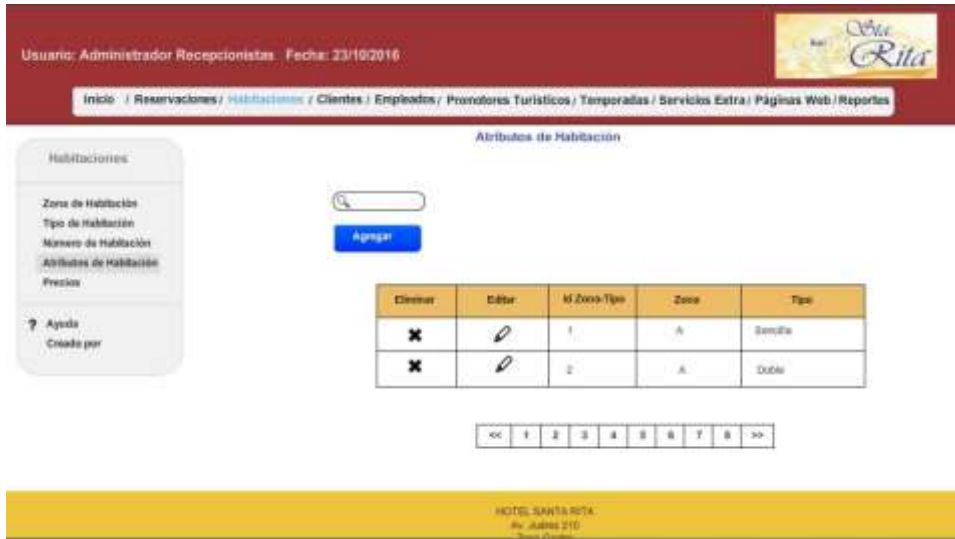 Sta.
Rita
Usuario: Administrador Recepcionistas Fecha: 23/10/2016
Inicio / Reservaciones / Habitaciones / Clientes / Empleados / Promotores Turísticos / Temporadas / Servicios Extra / Páginas Web / Reportes
Atributos de Habitación
Habitaciones
Zona de Habitación
Tipo de Habitación
Número de Habitación
Atributos de Habitación
Precios
? Ayuda
Creado por
Agregar
Eliminar Editar Id Zona-Tipo Zona Tipo
1 A Sencilla
2 A Doble
<< 1 2 3 4 5 6 7 8 >>
HOTEL SANTA RITA
Av. Juárez 210